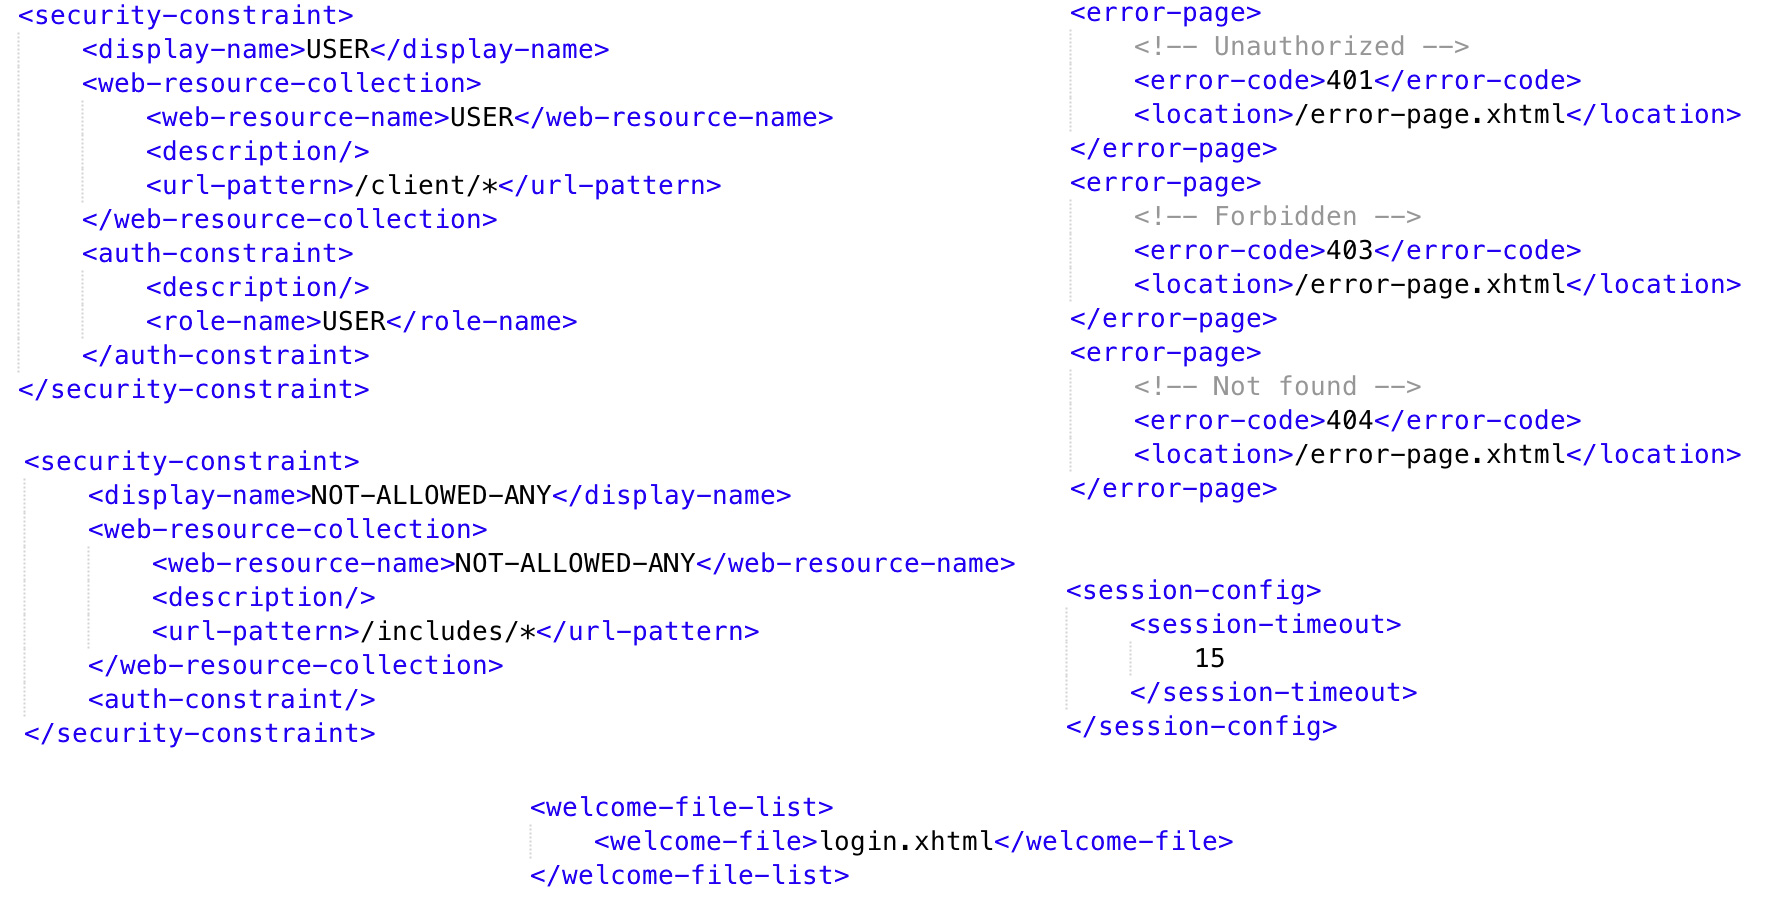 <security-constraint>
    <display-name>USER</display-name>
    <web-resource-collection>
        <web-resource-name>USER</web-resource-name>
        <description/>
        <url-pattern>/client/*</url-pattern>
    </web-resource-collection>
    <auth-constraint>
        <description/>
        <role-name>USER</role-name>
    </auth-constraint>
</security-constraint>
<security-constraint>
    <display-name>NOT-ALLOWED-ANY</display-name>
    <web-resource-collection>
        <web-resource-name>NOT-ALLOWED-ANY</web-resource-name>
        <description/>
        <url-pattern>/includes/*</url-pattern>
    </web-resource-collection>
    <auth-constraint/>
</security-constraint>
<error-page>
    <!-- Unauthorized -->
    <error-code>401</error-code>
    <location>/error-page.xhtml</location>
</error-page>
<error-page>
    <!-- Forbidden -->
    <error-code>403</error-code>
    <location>/error-page.xhtml</location>
</error-page>
<error-page>
    <!-- Not found -->
    <error-code>404</error-code>
    <location>/error-page.xhtml</location>
</error-page>
<session-config>
    <session-timeout>
        15
    </session-timeout>
</session-config>
<welcome-file-list>
    <welcome-file>login.xhtml</welcome-file>
</welcome-file-list>